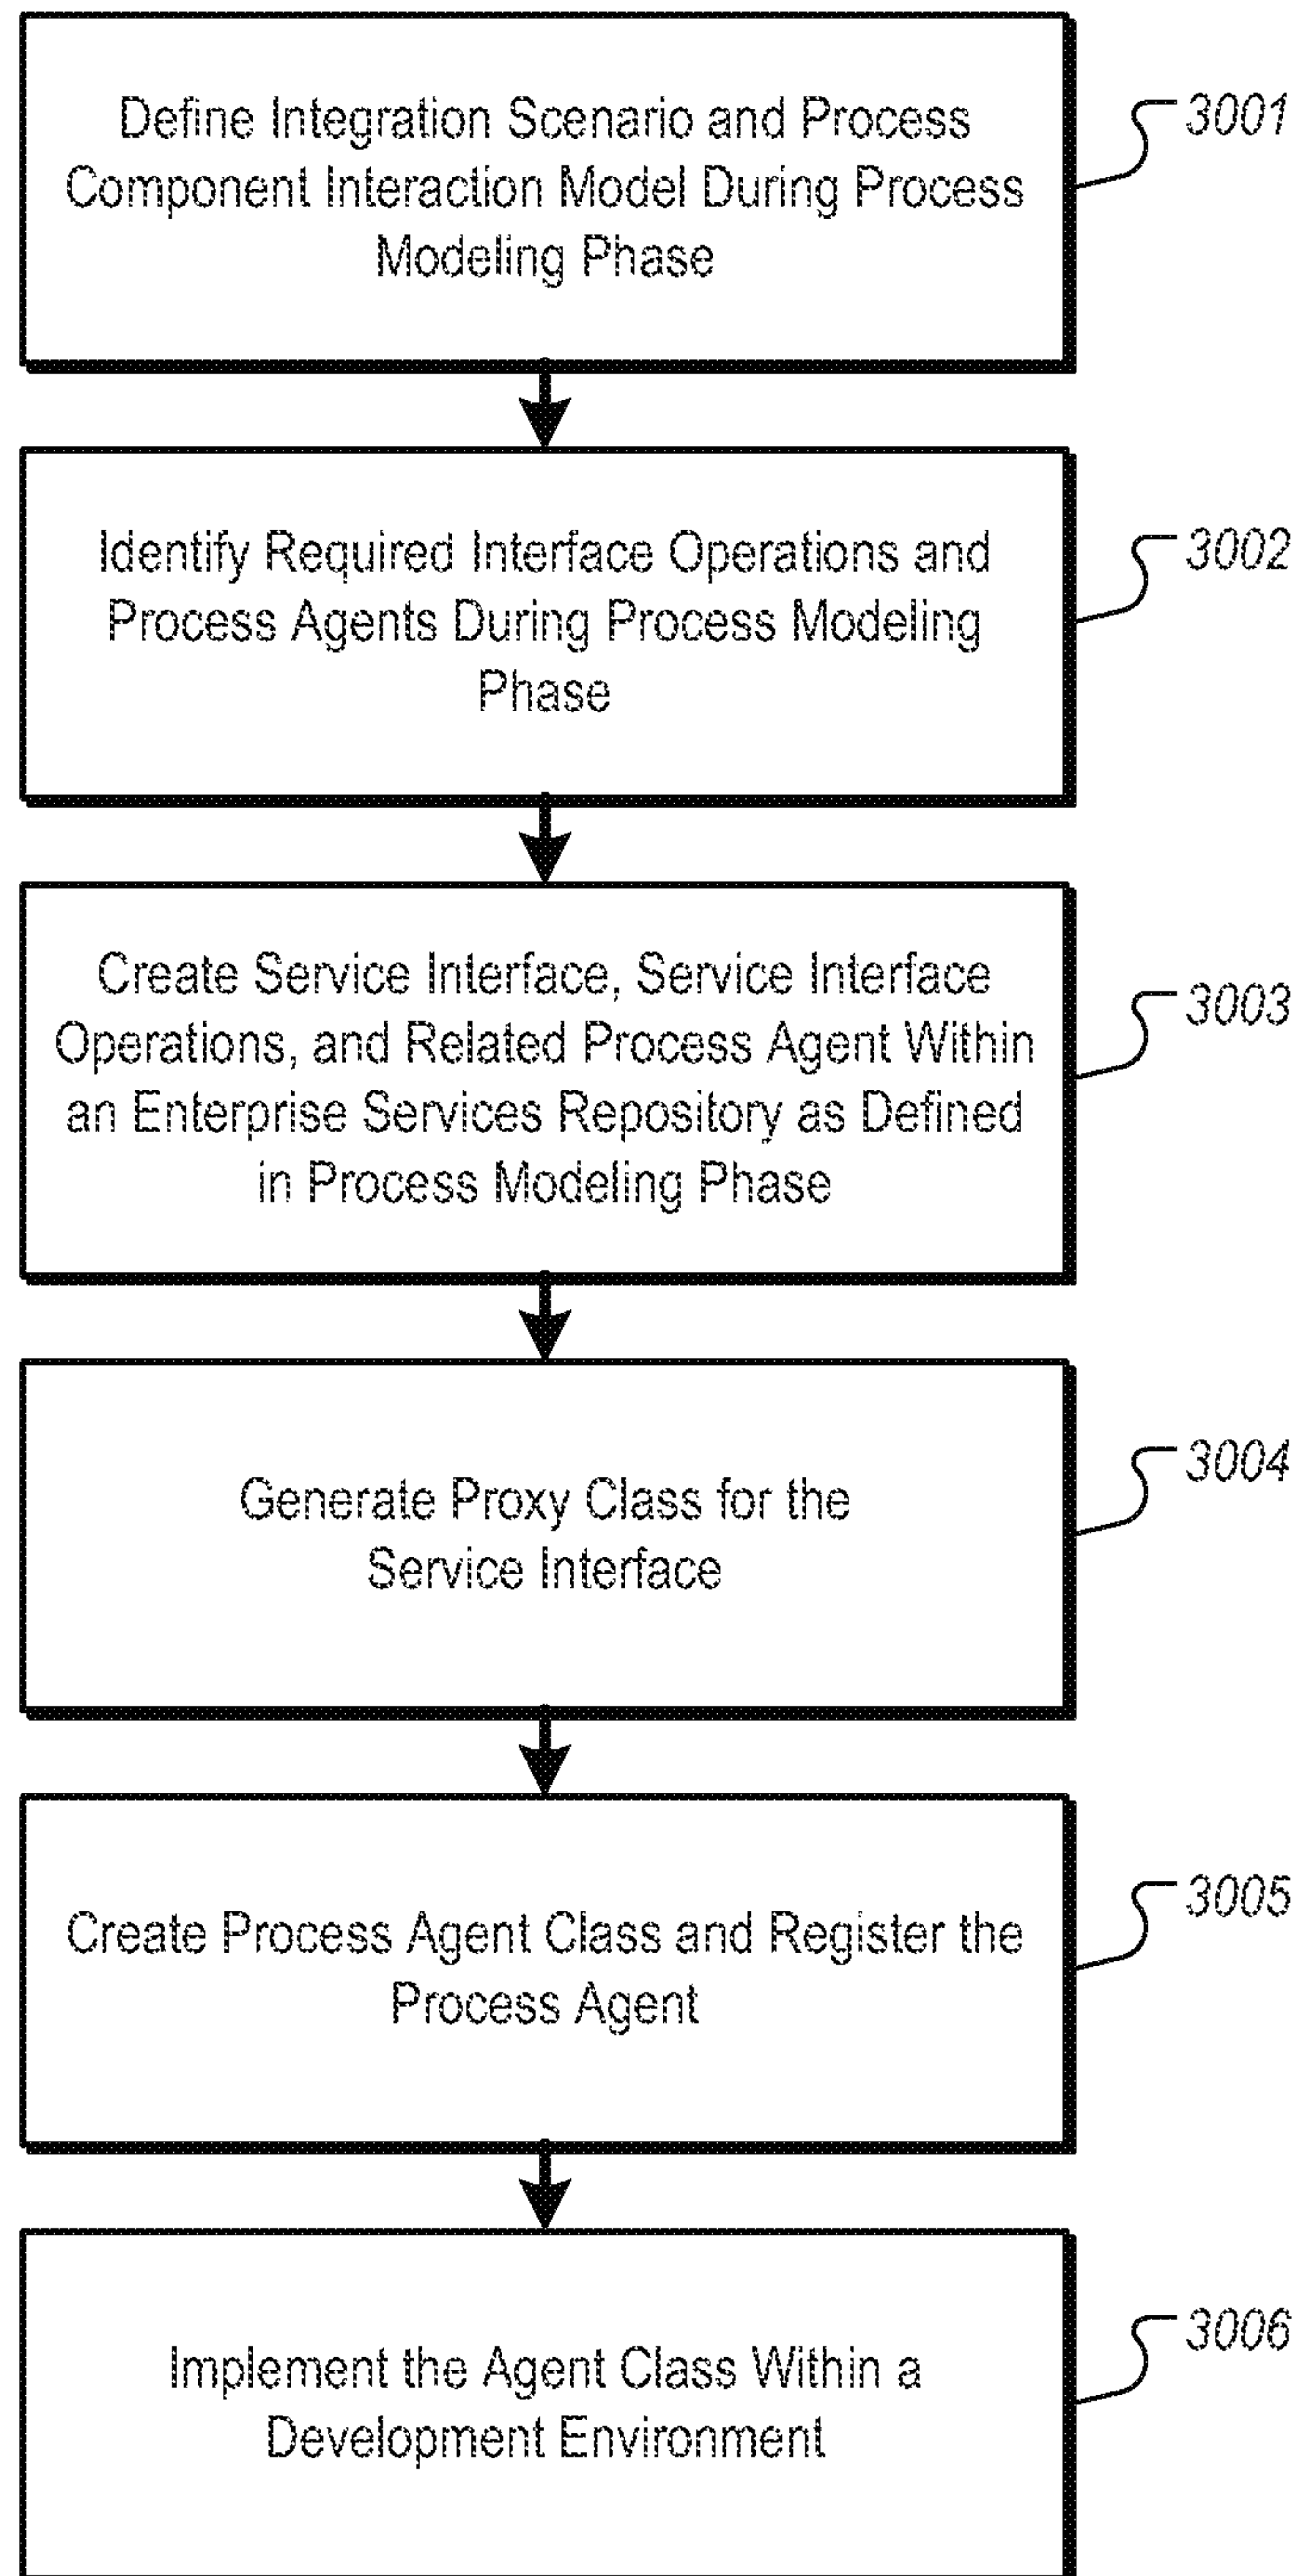 Define Integration Scenario and Process
Component Interaction Model During Process
Modeling Phase
3001
Identify Required Interface Operations and
Process Agents During Process Modeling
Phase
3002
Create Service Interface, Service Interface
Operations, and Related Process Agent Within
an Enterprise Services Repository as Defined
in Process Modeling Phase
3003
Generate Proxy Class for the
Service Interface
3004
Create Process Agent Class and Register the
Process Agent
3005
Implement the Agent Class Within a
Development Environment
3006